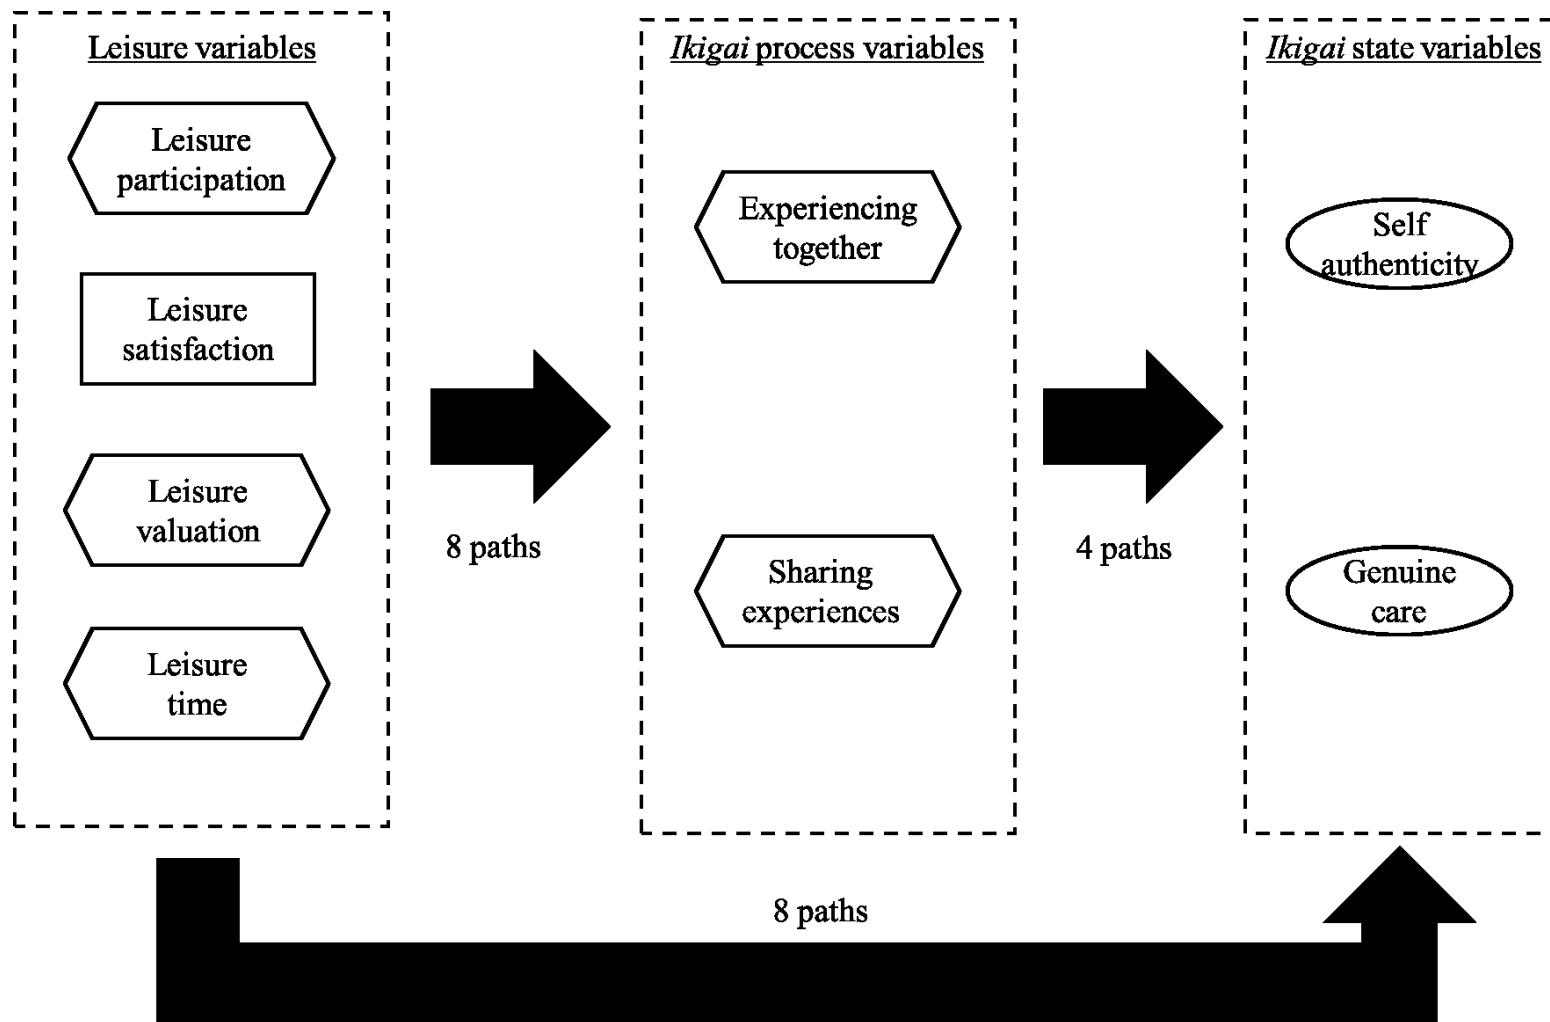 Leisure variables
Leisure
participation
Leisure
satisfaction
Leisure
valuation
Leisure
time
8 paths
Ikigai process variables
Experiencing
together
Sharing
experiences
4 paths
Ikigai state variables
Self
authenticity
Genuine
care
8 paths